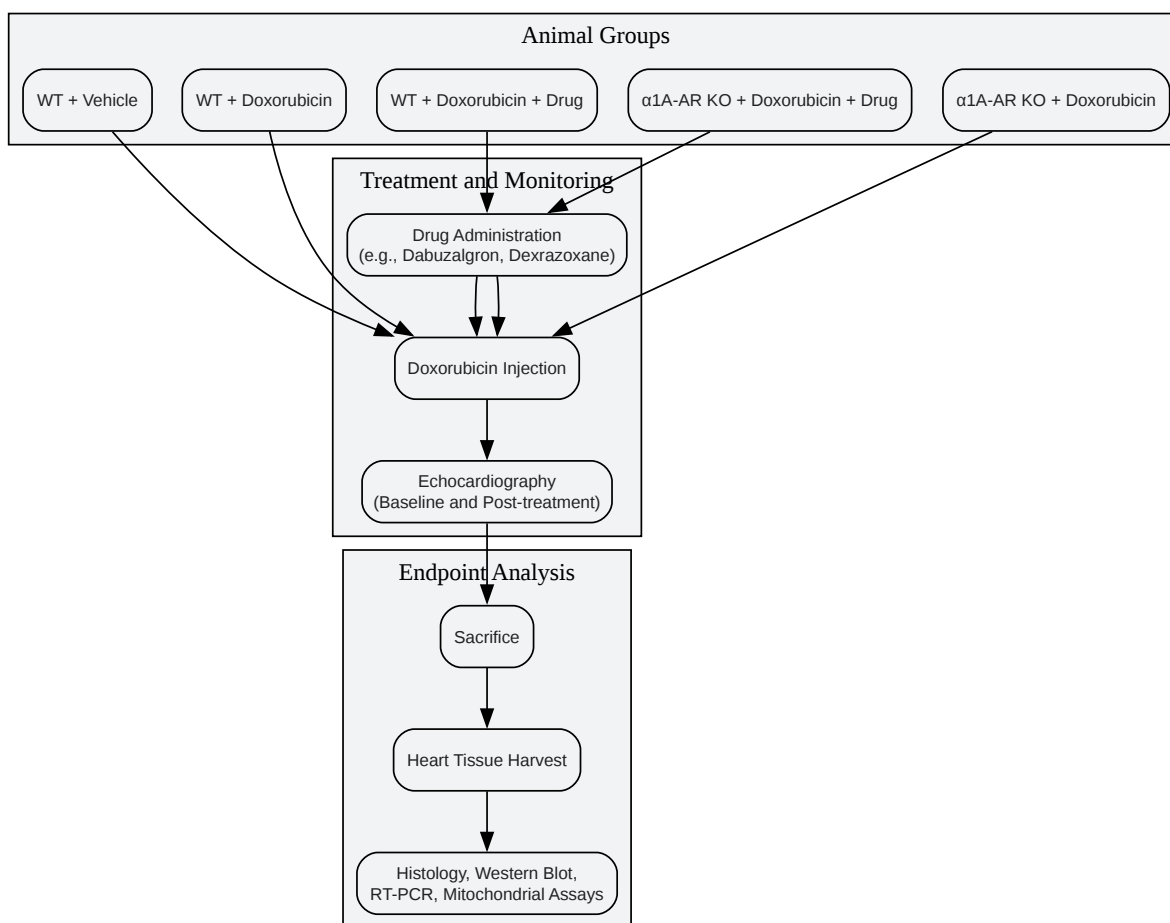 Animal Groups
WT + Vehicle
WT + Doxorubicin
WT + Doxorubicin + Drug
α1A-AR KO + Doxorubicin + Drug
α1A-AR KO + Doxorubicin
Treatment and Monitoring
Drug Administration
(e.g., Dabuzalgron, Dexrazoxane)
Doxorubicin Injection
Echocardiography
(Baseline and Post-treatment)
Endpoint Analysis
Sacrifice
Heart Tissue Harvest
Histology, Western Blot,
RT-PCR, Mitochondrial Assays